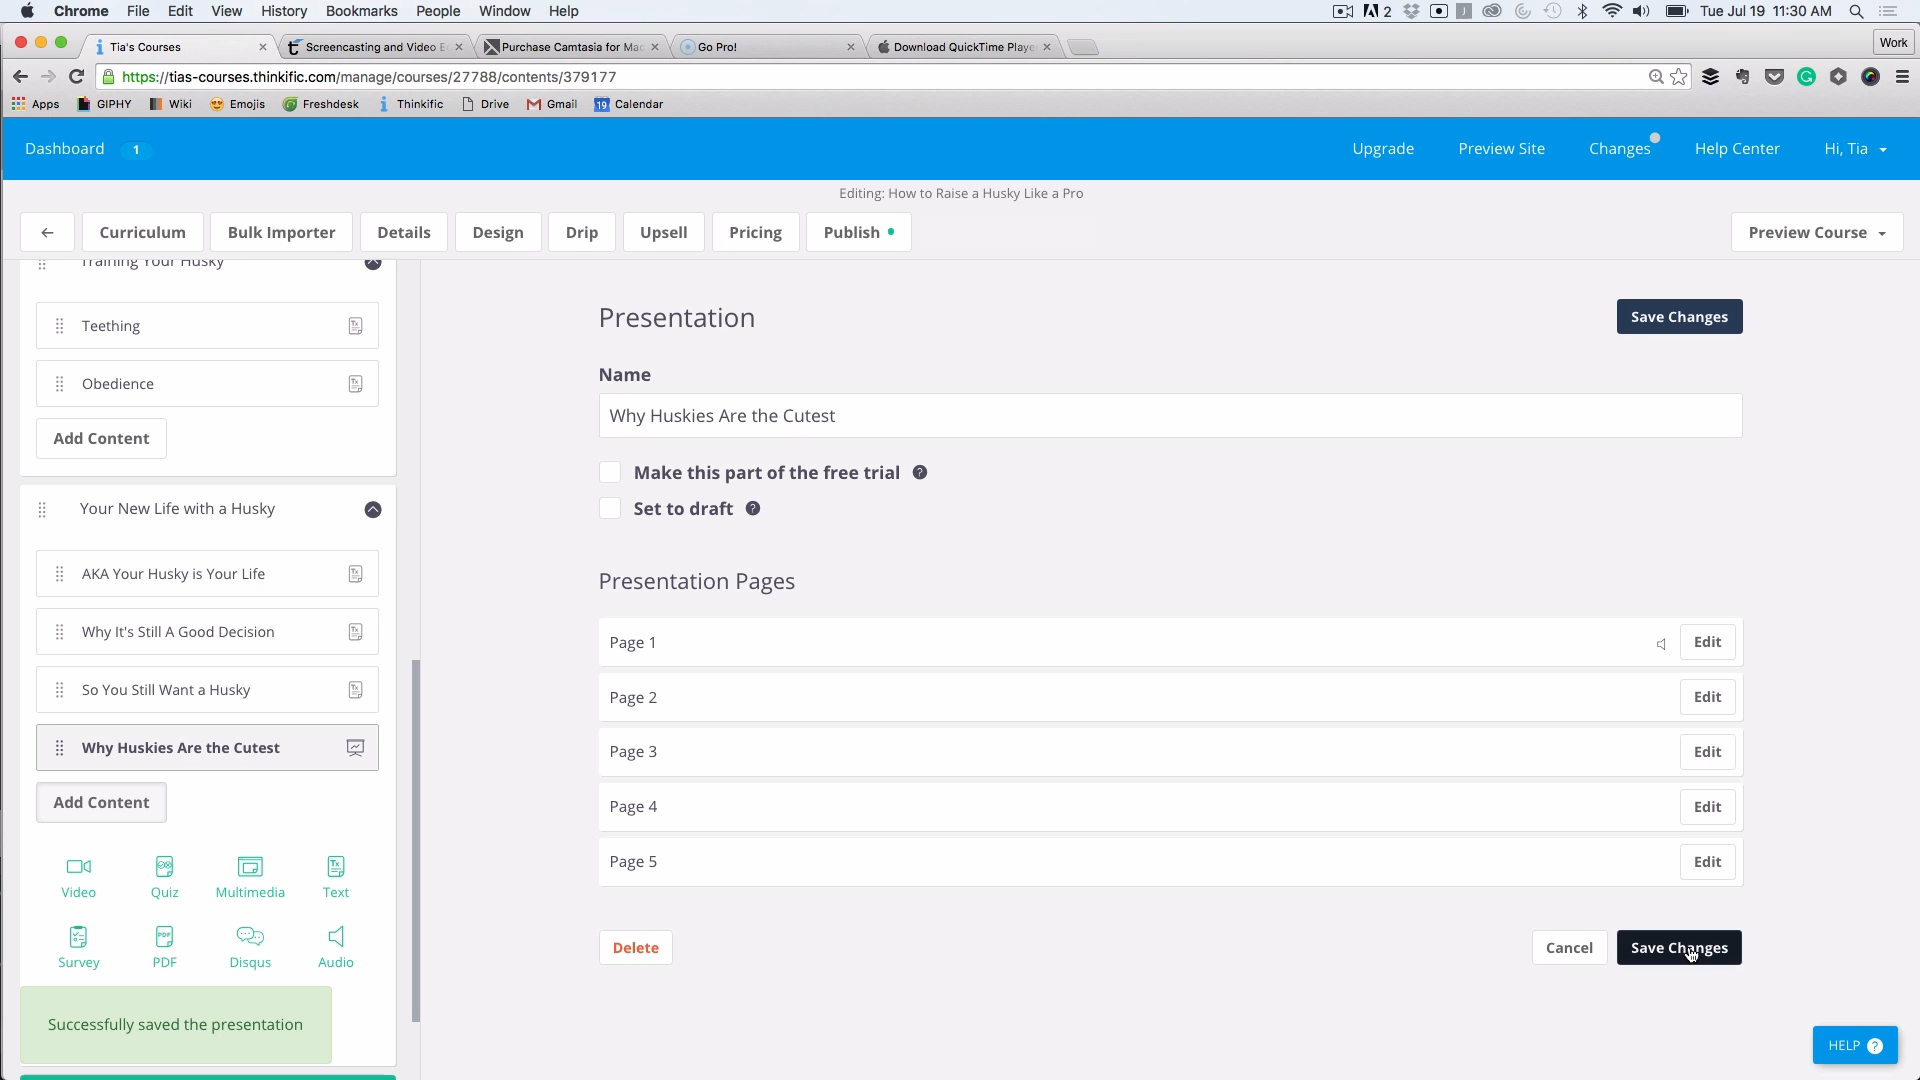 Chrome File Edit View History Bookmarks People Window Help
2 Tue Jul 19 11:30 AM
Tia's Courses
Screencasting and Video E
Purchase Camtasia for Mac
Go Pro!
Download QuickTime Playe
Work
https://tias-courses.thinkific.com/manage/courses/27788/contents/379177
Apps GIPHY Wiki Emojis Freshdesk Thinkific Drive Gmail 19 Calendar
Dashboard 1
Upgrade Preview Site Changes Help Center Hi, Tia
Editing: How to Raise a Husky Like a Pro
Curriculum Bulk Importer Details Design Drip Upsell Pricing Publish Preview Course
Training Your Husky
Teething
Obedience
Add Content
Your New Life with a Husky
AKA Your Husky is Your Life
Why It's Still A Good Decision
So You Still Want a Husky
Why Huskies Are the Cutest
Add Content
Video Quiz Multimedia Text
Survey PDF Disqus Audio
Successfully saved the presentation
Presentation
Save Changes
Name
Why Huskies Are the Cutest
Make this part of the free trial ?
Set to draft ?
Presentation Pages
Page 1 Edit
Page 2 Edit
Page 3 Edit
Page 4 Edit
Page 5 Edit
Delete Cancel Save Changes
HELP ?